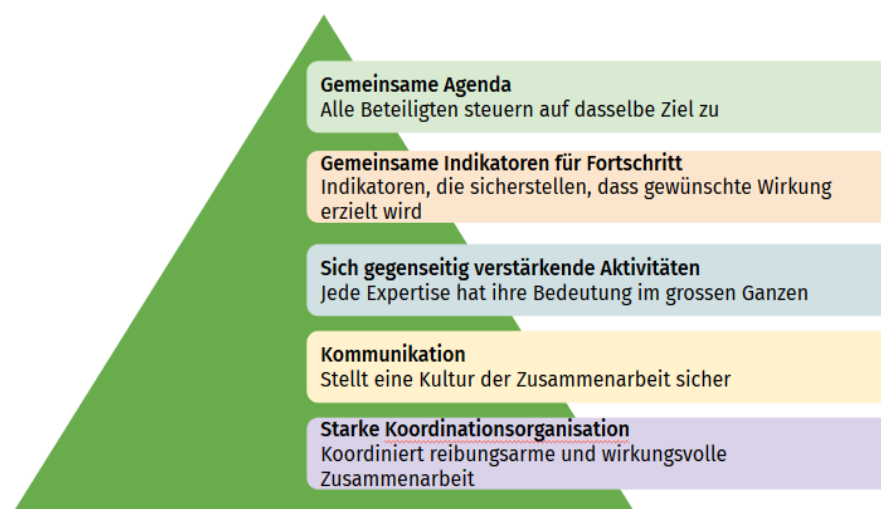 Gemeinsame Agenda
Alle Beteiligten steuern auf dasselbe Ziel zu
Gemeinsame Indikatoren für Fortschritt
Indikatoren, die sicherstellen, dass gewünschte Wirkung
erzielt wird
Sich gegenseitig verstärkende Aktivitäten
Jede Expertise hat ihre Bedeutung im grossen Ganzen
Kommunikation
Stellt eine Kultur der Zusammenarbeit sicher
Starke Koordinationsorganisation
Koordiniert reibungsarme und wirkungsvolle
Zusammenarbeit